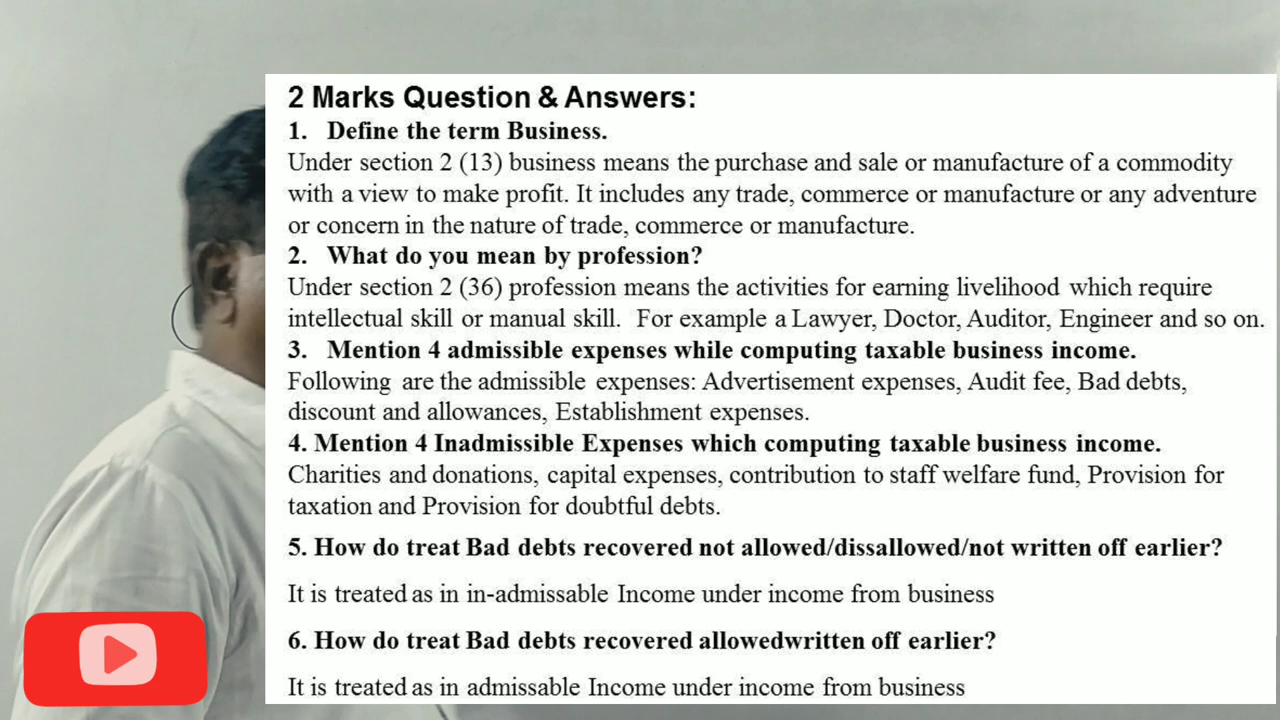 2 Marks Question & Answers:
1. Define the term Business.
Under section 2 (13) business means the purchase and sale or manufacture of a commodity
with a view to make profit. It includes any trade, commerce or manufacture or any adventure
or concern in the nature of trade, commerce or manufacture.
2. What do you mean by profession?
Under section 2 (36) profession means the activities for earning livelihood which require
intellectual skill or manual skill. For example a Lawyer, Doctor, Auditor, Engineer and so on.
3. Mention 4 admissible expenses while computing taxable business income.
Following are the admissible expenses: Advertisement expenses, Audit fee, Bad debts,
discount and allowances, Establishment expenses.
4. Mention 4 Inadmissible Expenses which computing taxable business income.
Charities and donations, capital expenses, contribution to staff welfare fund, Provision for
taxation and Provision for doubtful debts.
5. How do treat Bad debts recovered not allowed/dissallowed/not written off earlier?
It is treated as in in-admissable Income under income from business
6. How do treat Bad debts recovered allowedwritten off earlier?
It is treated as in admissable Income under income from business